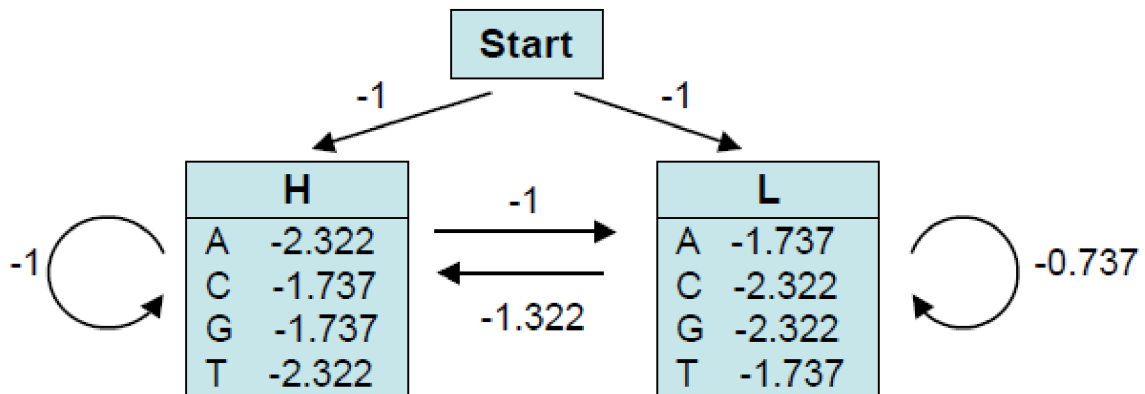 Start
-1 -1
H L
-1
A -2.322 A -1.737
-1 C -1.737 C -2.322 -0.737
G -1.737 -1.322 G -2.322
T -2.322 T -1.737